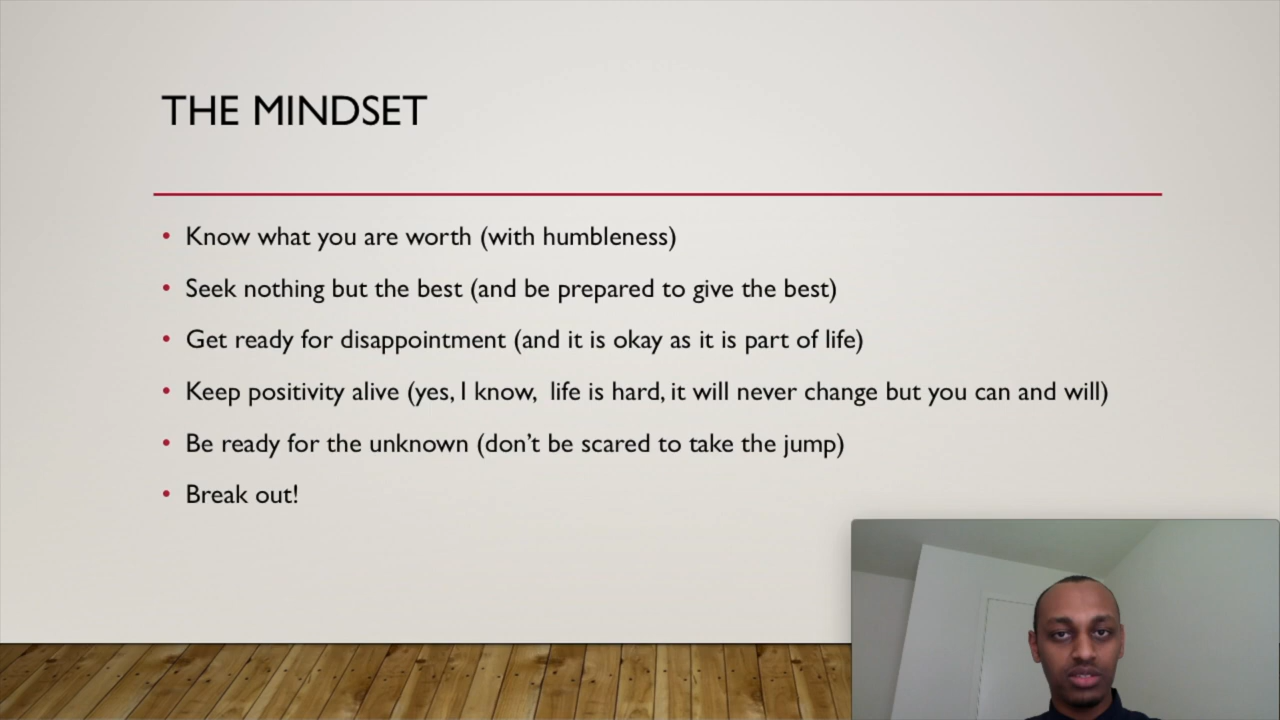 THE MINDSET
• Know what you are worth (with humbleness)
• Seek nothing but the best (and be prepared to give the best)
• Get ready for disappointment (and it is okay as it is part of life)
• Keep positivity alive (yes, I know,  life is hard, it will never change but you can and will)
• Be ready for the unknown (don’t be scared to take the jump)
• Break out!